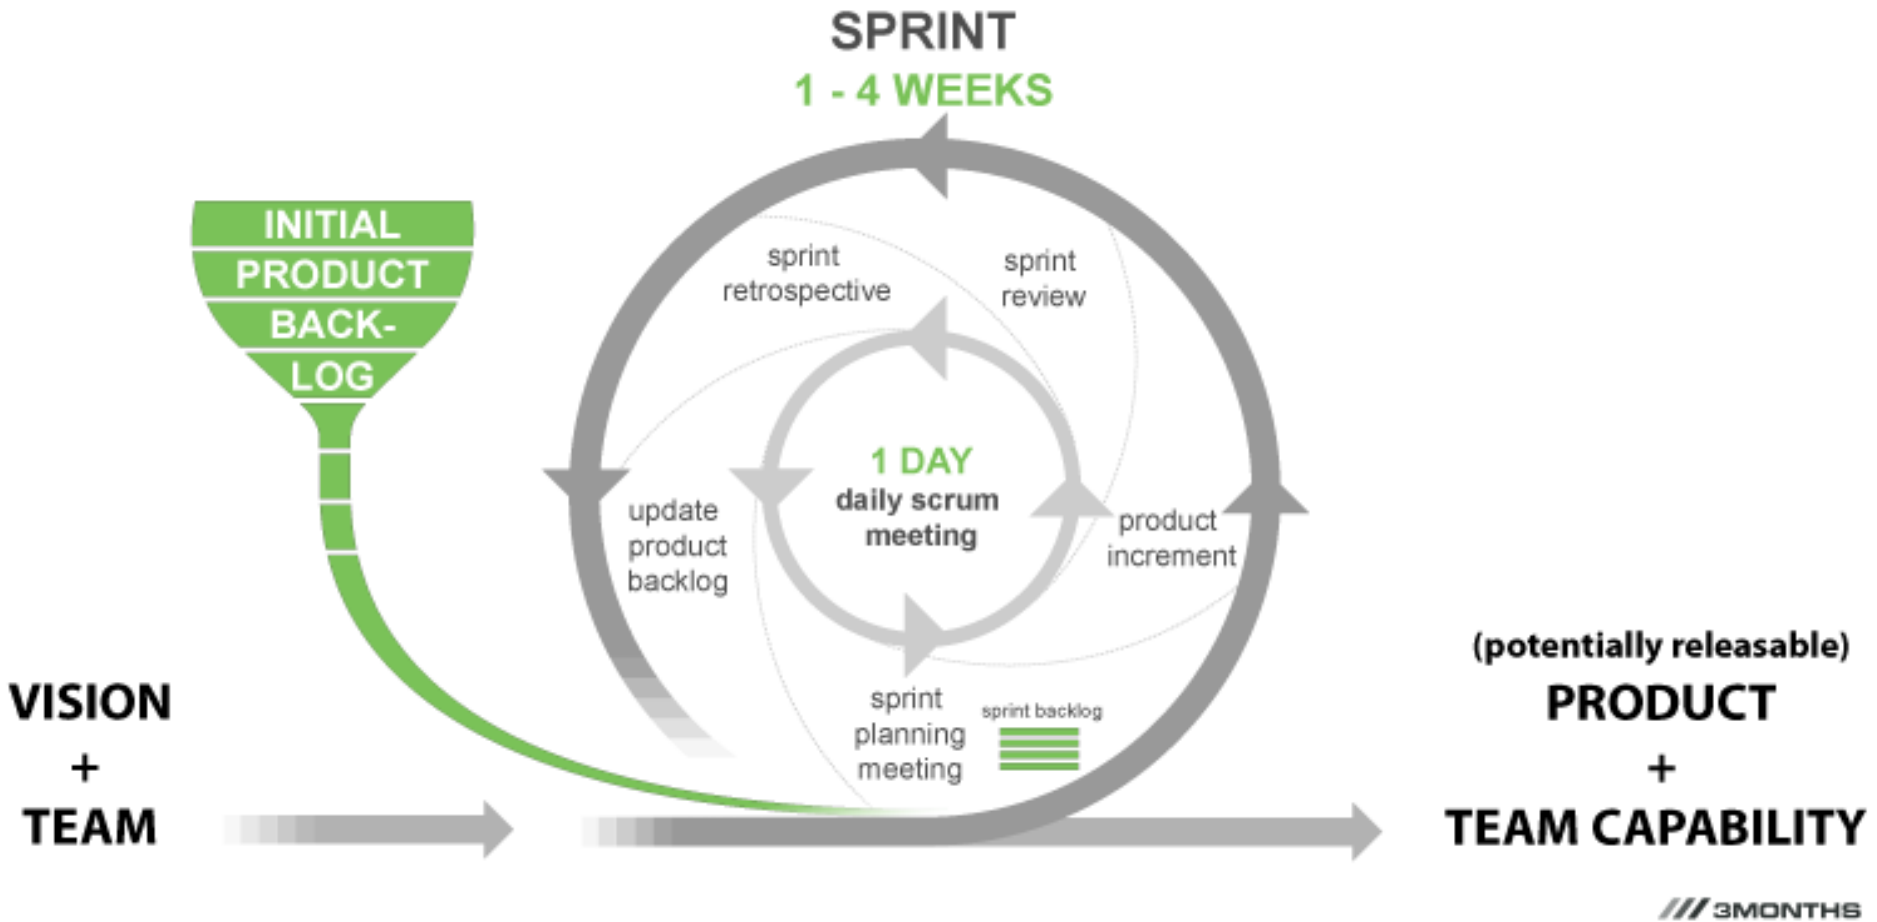 SPRINT
1 - 4 WEEKS
INITIAL
PRODUCT
BACK-
LOG
sprint
retrospective
sprint
review
1 DAY
daily scrum
meeting
update
product
backlog
product
increment
sprint
planning
meeting
sprint backlog
VISION
+
TEAM
(potentially releasable)
PRODUCT
+
TEAM CAPABILITY
3MONTHS